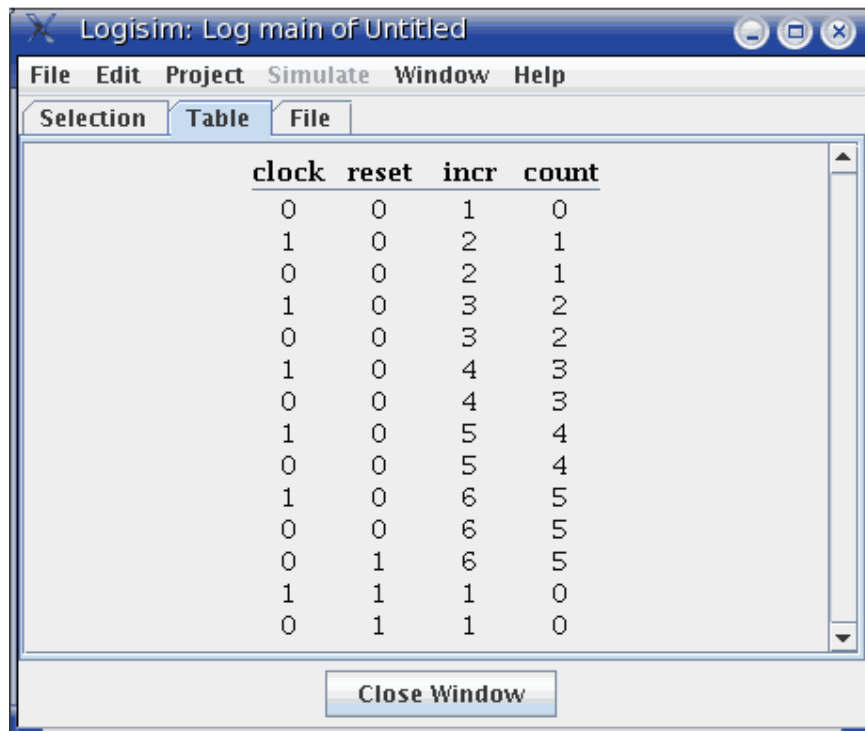 Logisim: Log main of Untitled
File Edit Project Simulate Window Help
Selection Table File
clock reset incr count
0 0 1 0
1 0 2 1
0 0 2 1
1 0 3 2
0 0 3 2
1 0 4 3
0 0 4 3
1 0 5 4
0 0 5 4
1 0 6 5
0 0 6 5
0 1 6 5
1 1 1 0
0 1 1 0
Close Window